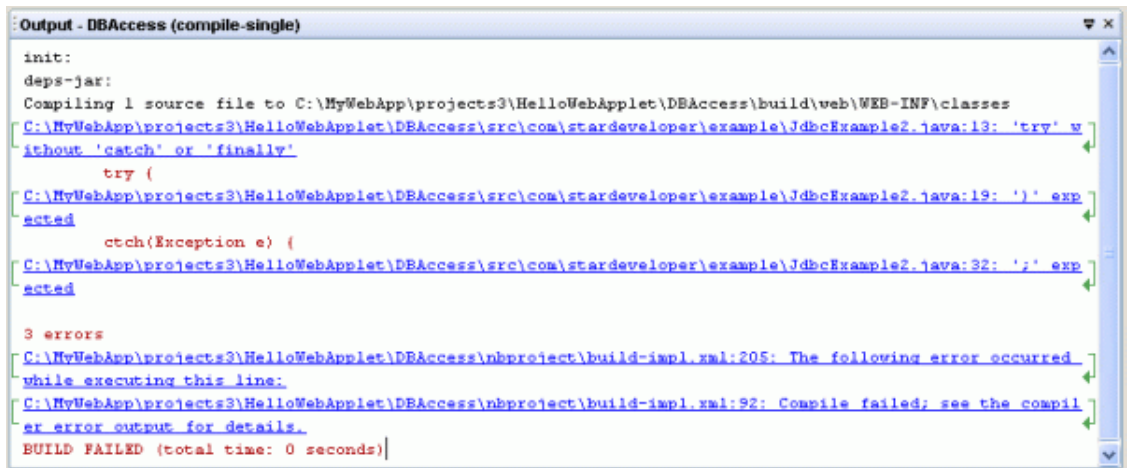 Output - DBAccess (compile-single)
init:
deps-jar:
Compiling 1 source file to C:\MyWebApp\projects3\HelloWebApplet\DBAccess\build\web\WEB-INF\classes
C:\MyWebApp\projects3\HelloWebApplet\DBAccess\src\com\stardeveloper\example\JdbcExample2.java:13: 'try' w
ithout 'catch' or 'finally'
try {
C:\MyWebApp\projects3\HelloWebApplet\DBAccess\src\com\stardeveloper\example\JdbcExample2.java:19: ')' exp
ected
ctch(Exception e) {
C:\MyWebApp\projects3\HelloWebApplet\DBAccess\src\com\stardeveloper\example\JdbcExample2.java:32: ';' exp
ected
3 errors
C:\MyWebApp\projects3\HelloWebApplet\DBAccess\nbproject\build-impl.xml:205: The following error occurred
while executing this line:
C:\MyWebApp\projects3\HelloWebApplet\DBAccess\nbproject\build-impl.xml:92: Compile failed; see the compil
er error output for details.
BUILD FAILED (total time: 0 seconds)